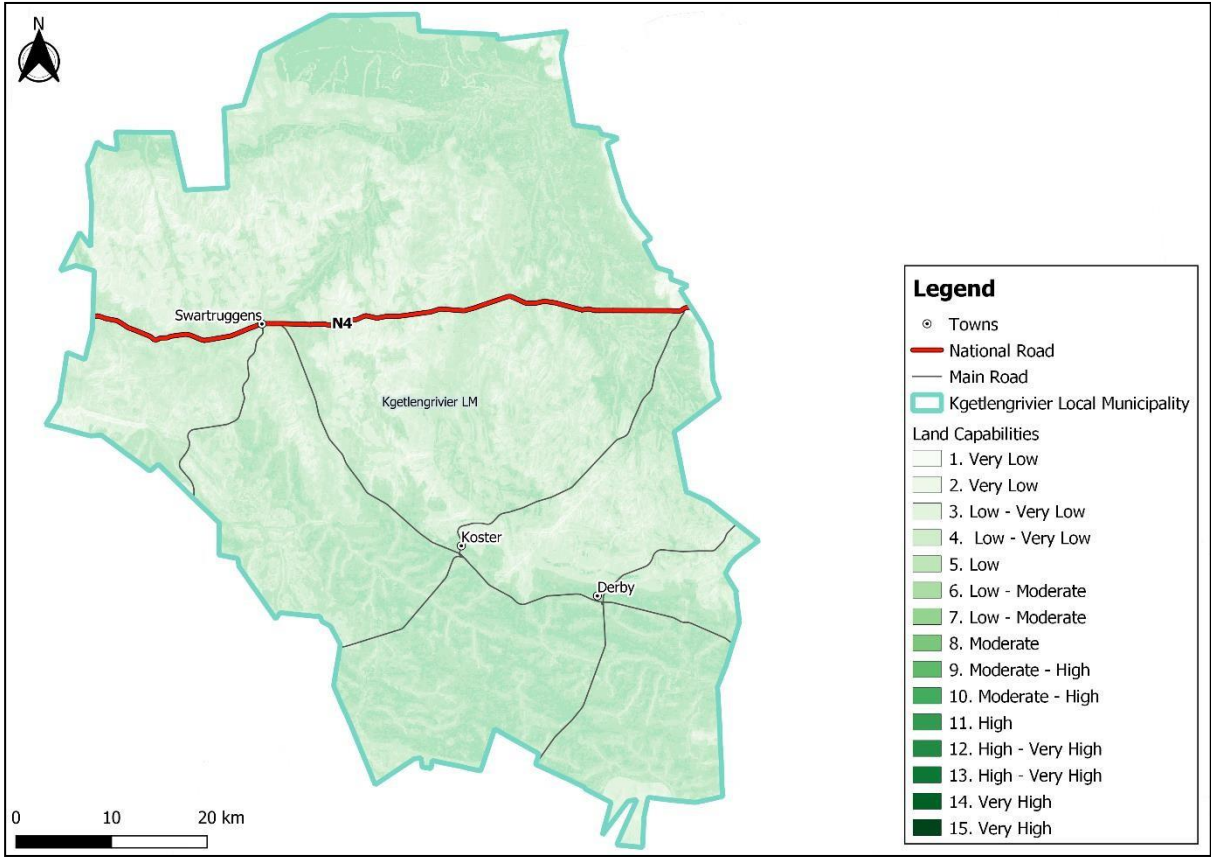 N
Swartruggens
N4
Kgetlengrivier LM
Koster
Derby
0 10 20 km
Legend
Towns
National Road
Main Road
Kgetlengrivier Local Municipality
Land Capabilities
1. Very Low
2. Very Low
3. Low - Very Low
4. Low - Very Low
5. Low
6. Low - Moderate
7. Low - Moderate
8. Moderate
9. Moderate - High
10. Moderate - High
11. High
12. High - Very High
13. High - Very High
14. Very High
15. Very High